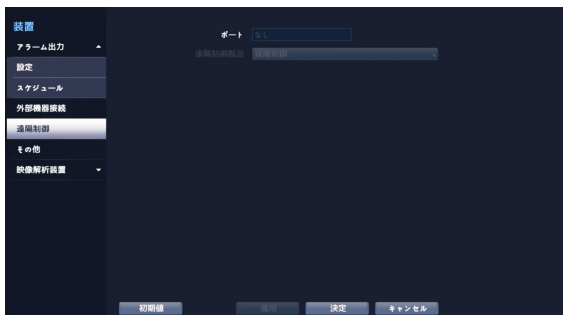 装置
アラーム出力
設定
スケジュール
外部機器接続
遠隔制御
その他
映像解析装置
ポート なし
遠隔制御製品 遠隔制御
初期値 適用 決定 キャンセル